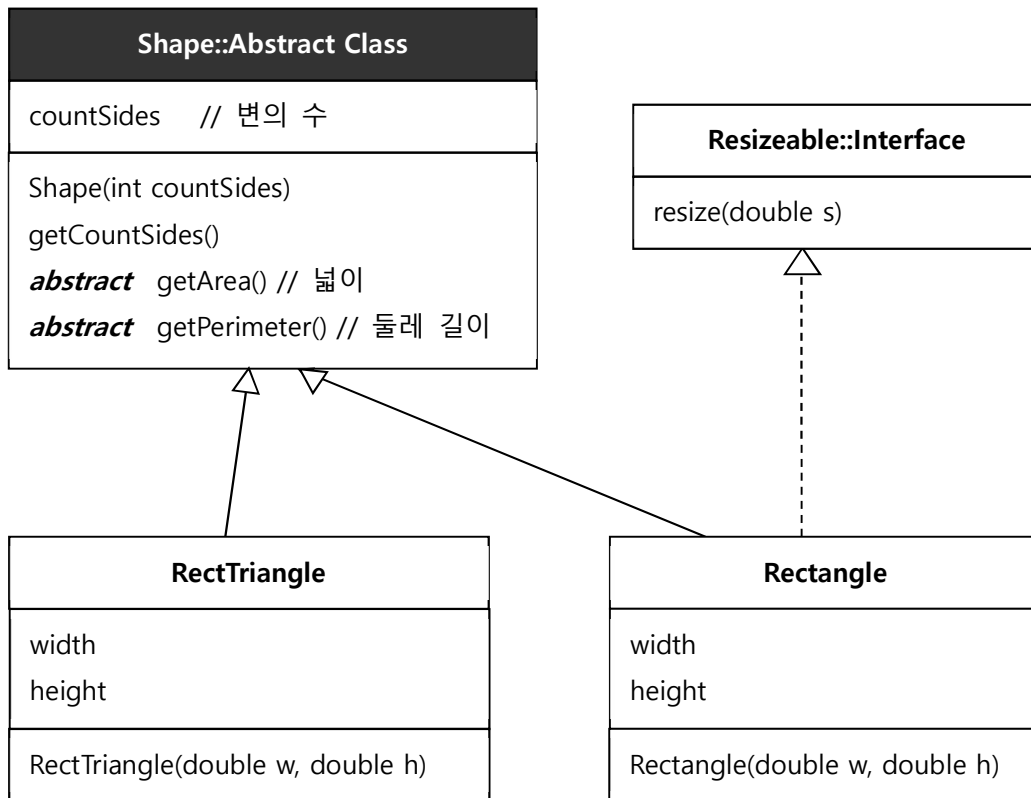 Shape::Abstract Class
countSides // 변의 수
Shape(int countSides)
getCountSides()
abstract getArea() // 넓이
abstract getPerimeter() // 둘레 길이
Resizeable::Interface
resize(double s)
RectTriangle
width
height
RectTriangle(double w, double h)
Rectangle
width
height
Rectangle(double w, double h)